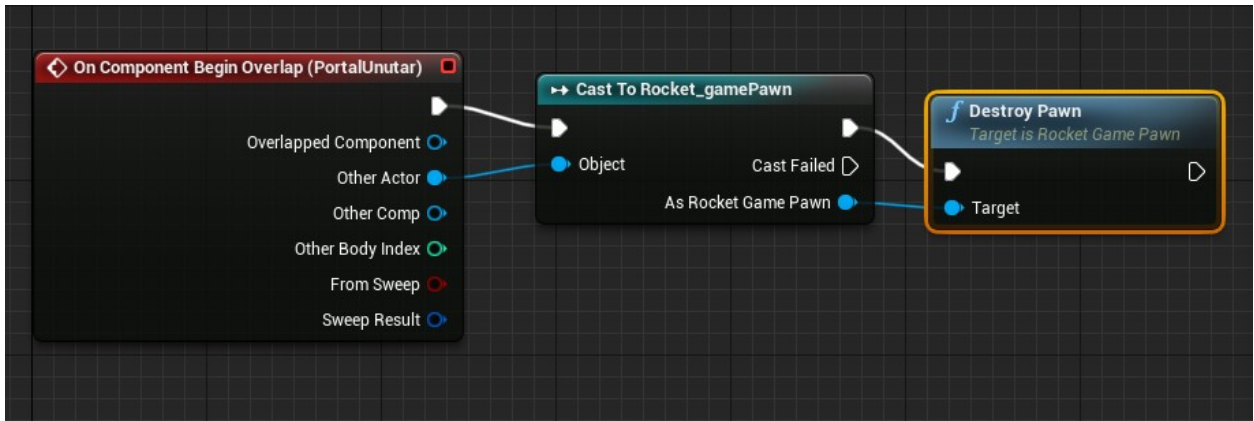 On Component Begin Overlap (PortalUnutar)
Overlapped Component
Other Actor
Other Comp
Other Body Index
From Sweep
Sweep Result
Cast To Rocket_gamePawn
Object
Cast Failed
As Rocket Game Pawn
f Destroy Pawn
Target is Rocket Game Pawn
Target